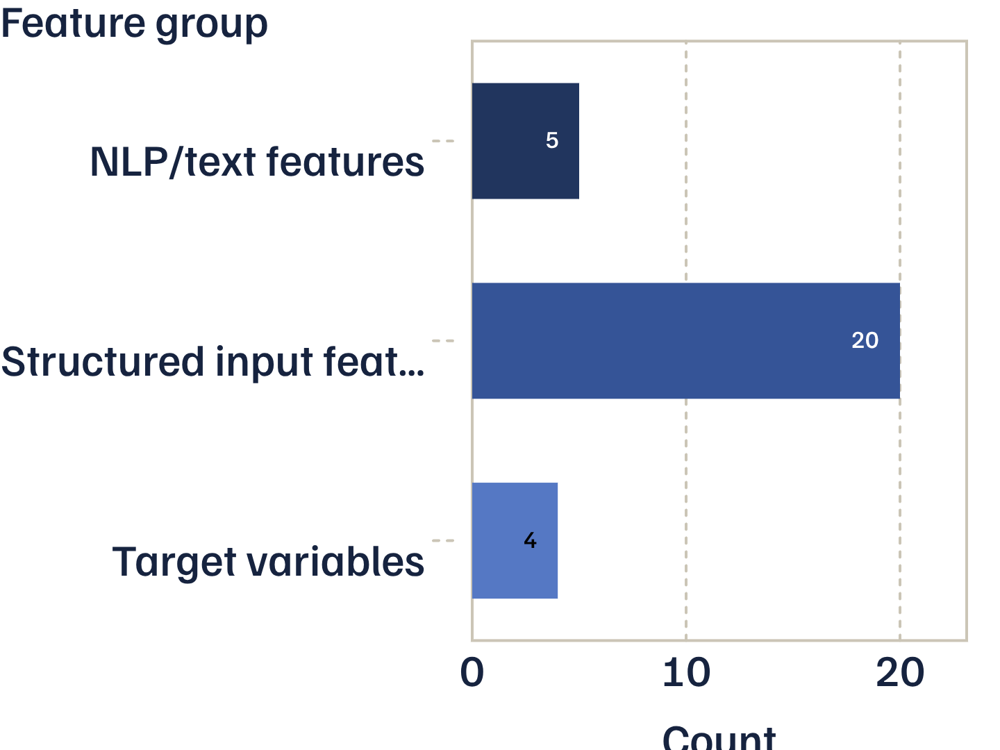 Feature group
NLP/text features
5
Structured input feat...
20
Target variables
4
0 10 20
Count